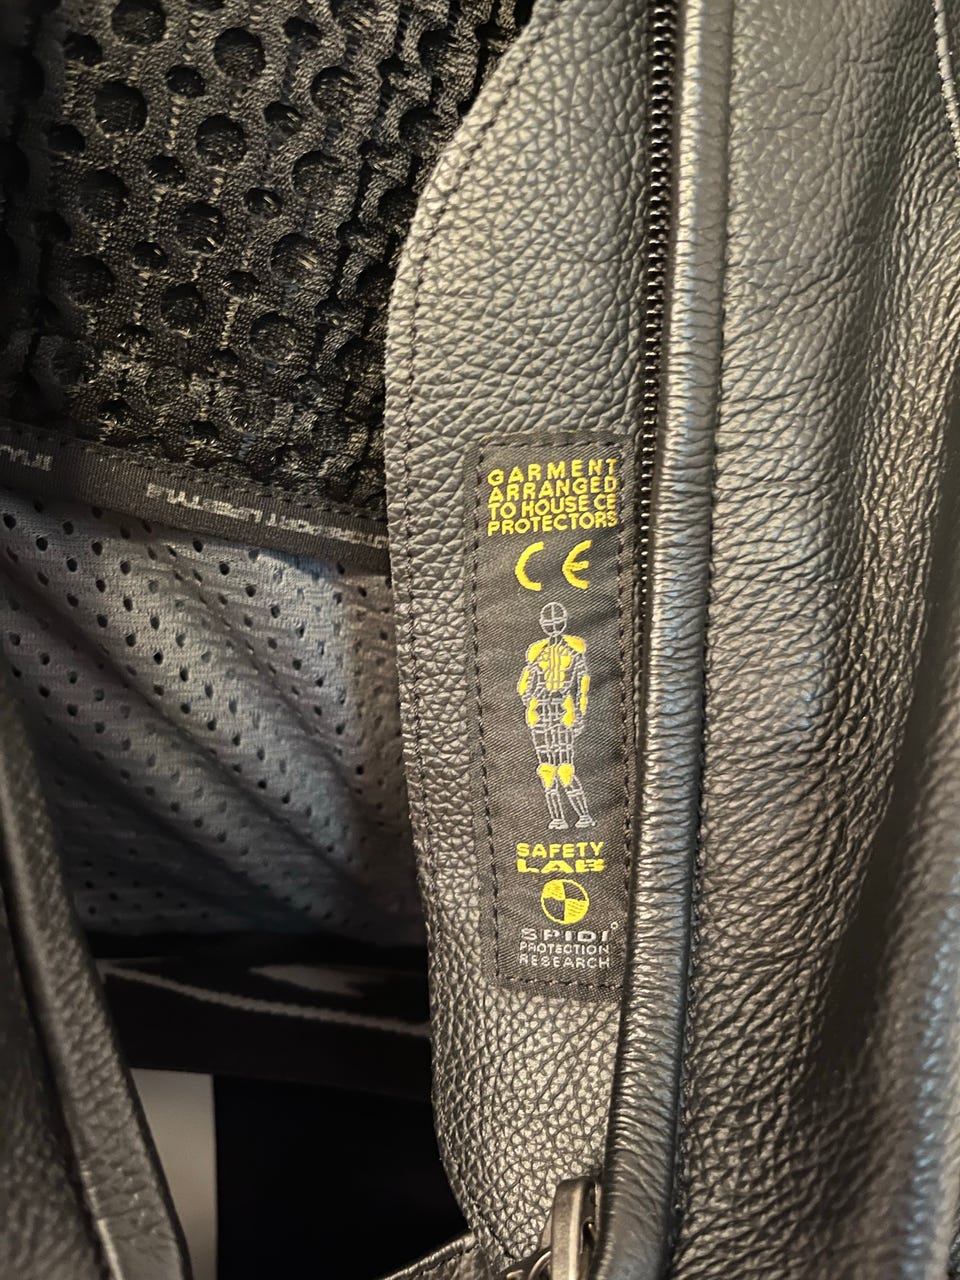 GARMENT
ARRANGED
TO HOUSE CE
PROTECTORS
CE
SAFETY
LAB
SPIDI
PROTECTION
RESEARCH